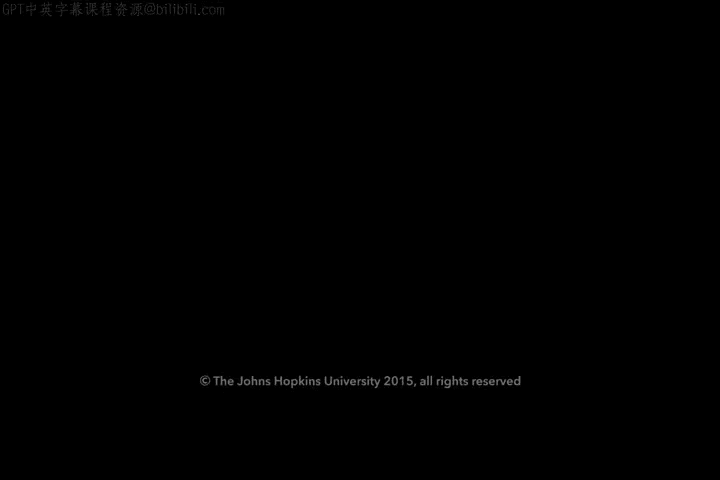 GPT中英字幕课程资源@bilibili.com
© The Johns Hopkins University 2015, all rights reserved